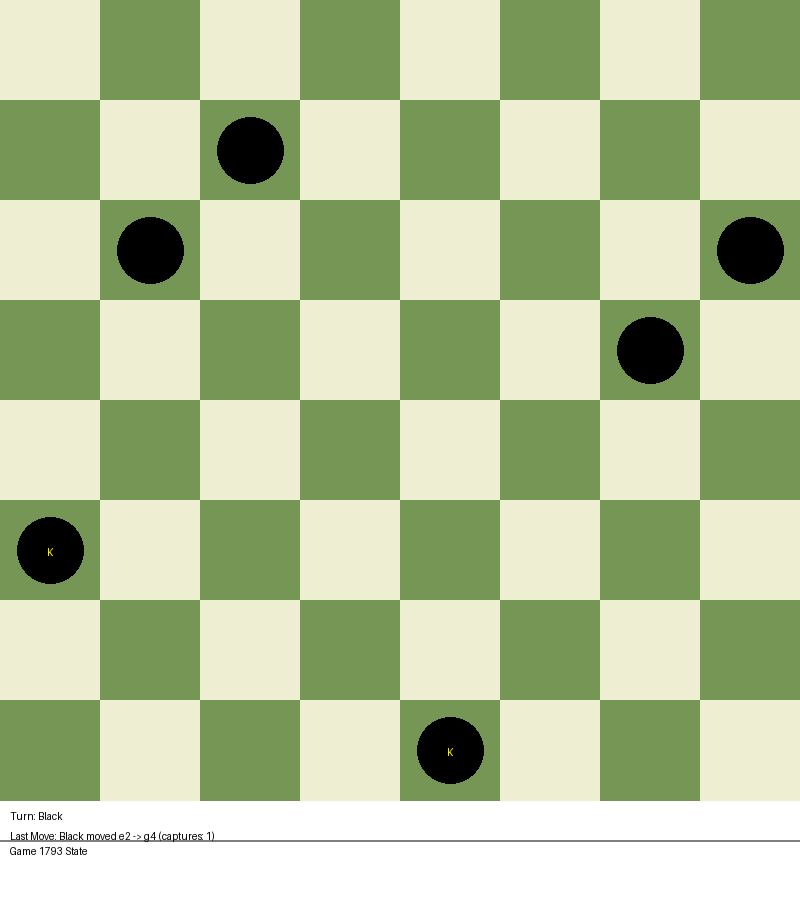 K
K
Turn: Black
Last Move: Black moved e2 -> g4 (captures: 1)
Game 1793 State